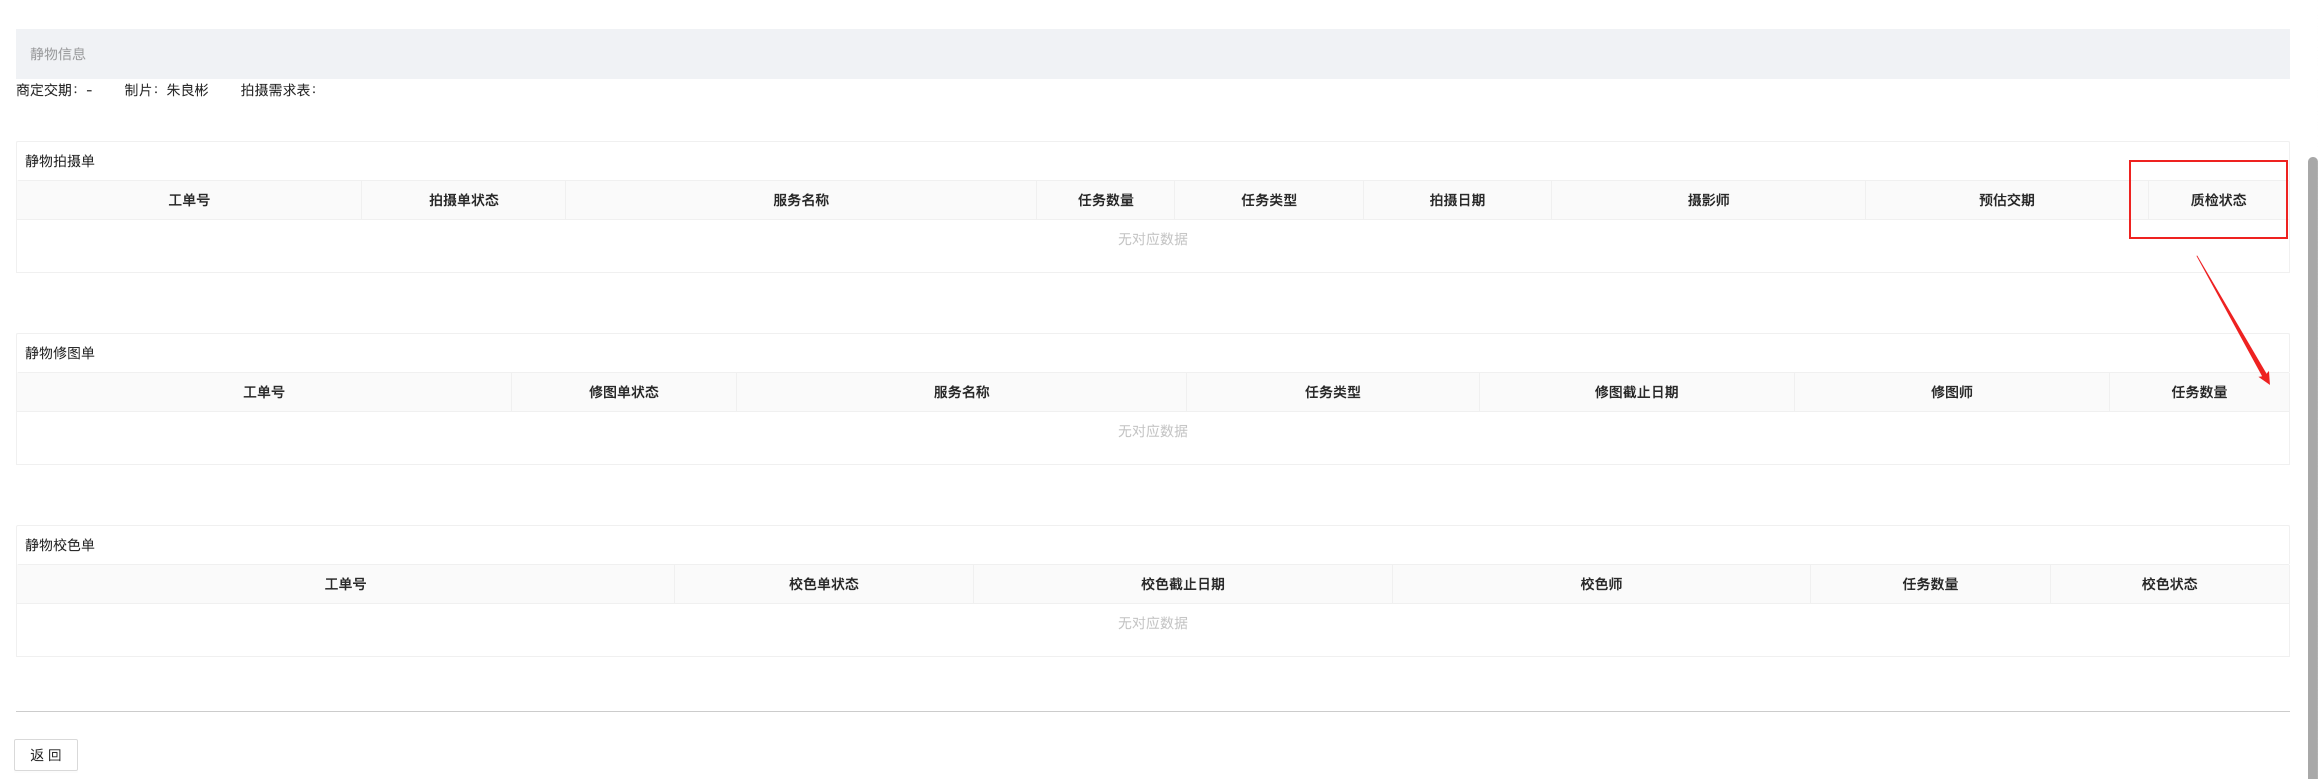 静物信息
商定交期：- 制片：朱良彬 拍摄需求表：
静物拍摄单
工单号 拍摄单状态 服务名称 任务数量 任务类型 拍摄日期 摄影师 预估交期 质检状态
无对应数据
静物修图单
工单号 修图单状态 服务名称 任务类型 修图截止日期 修图师 任务数量
无对应数据
静物校色单
工单号 校色单状态 校色截止日期 校色师 任务数量 校色状态
无对应数据
返 回